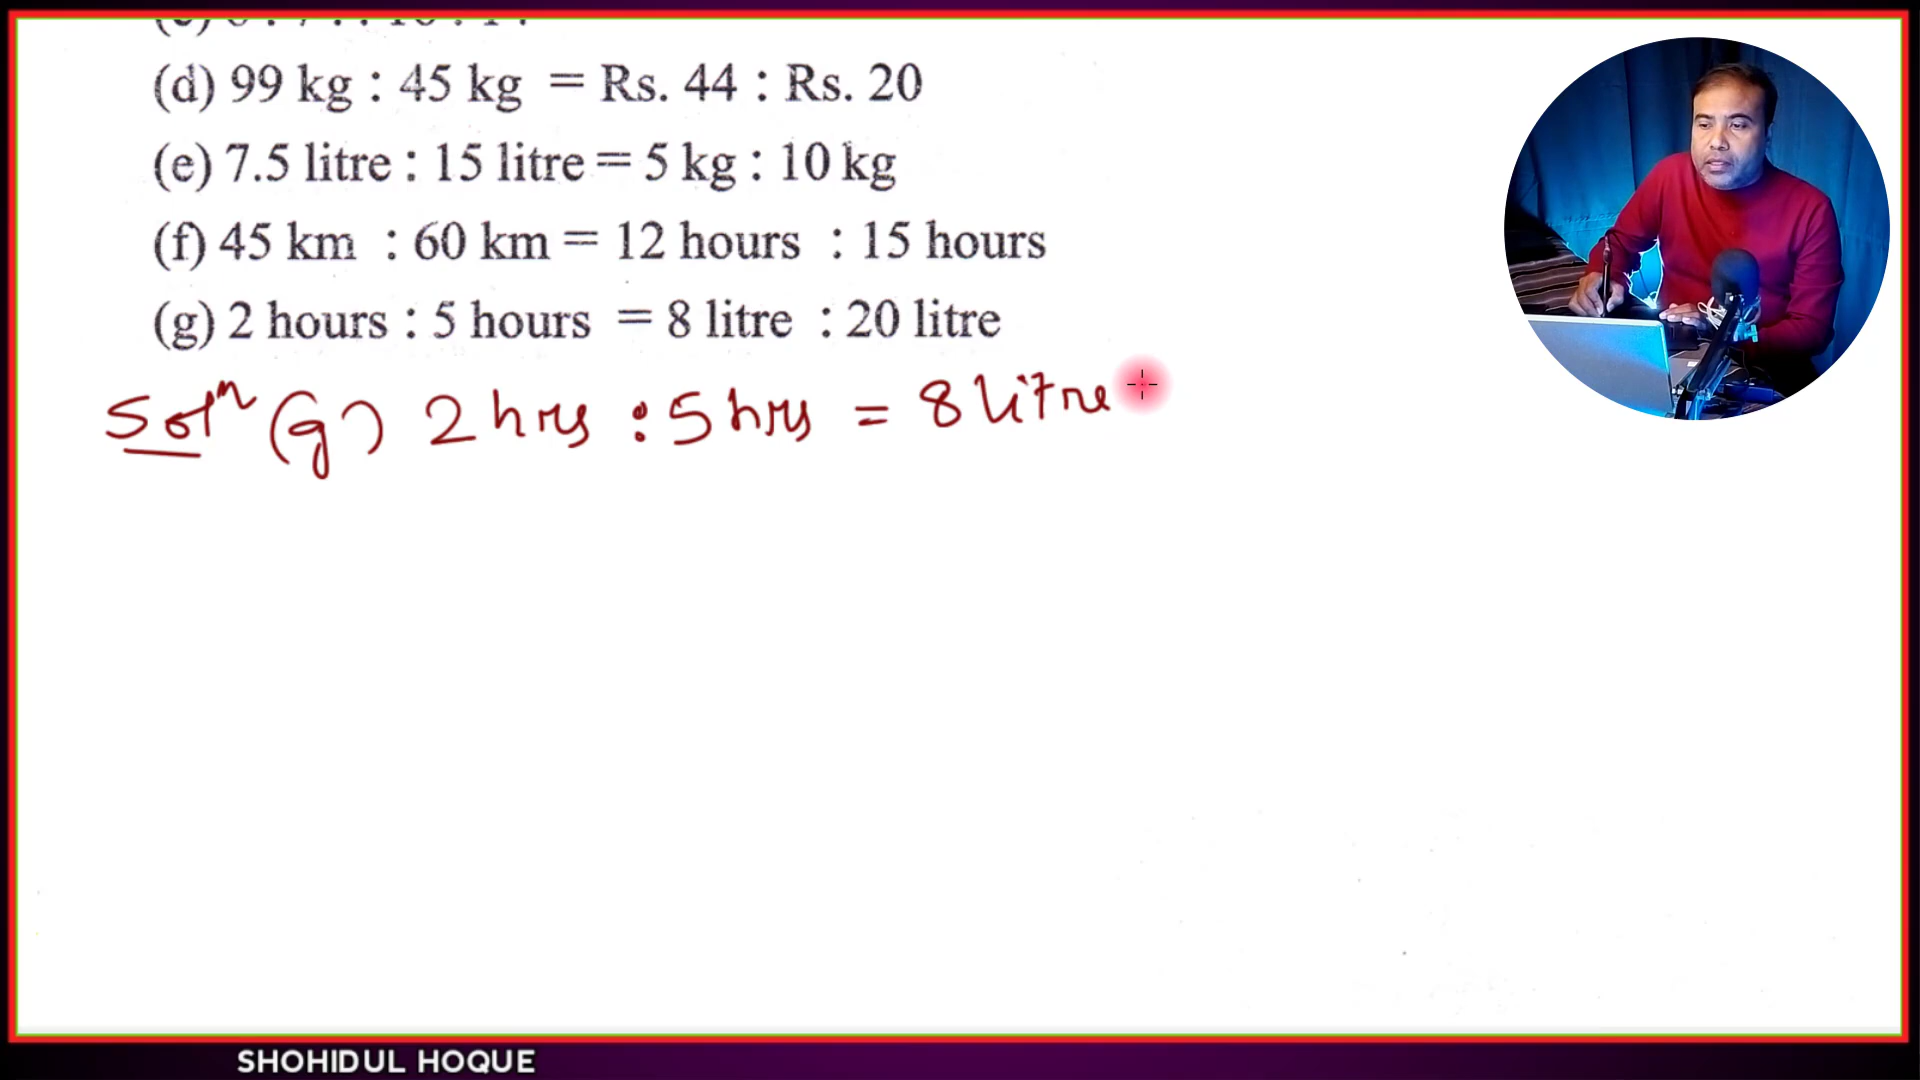 (d) 99 kg : 45 kg = Rs. 44 : Rs. 20
(e) 7.5 litre : 15 litre = 5 kg : 10 kg
(f) 45 km : 60 km = 12 hours : 15 hours
(g) 2 hours : 5 hours = 8 litre : 20 litre
Solⁿ (g) 2 hrs : 5 hrs = 8 litre
SHOHIDUL HOQUE